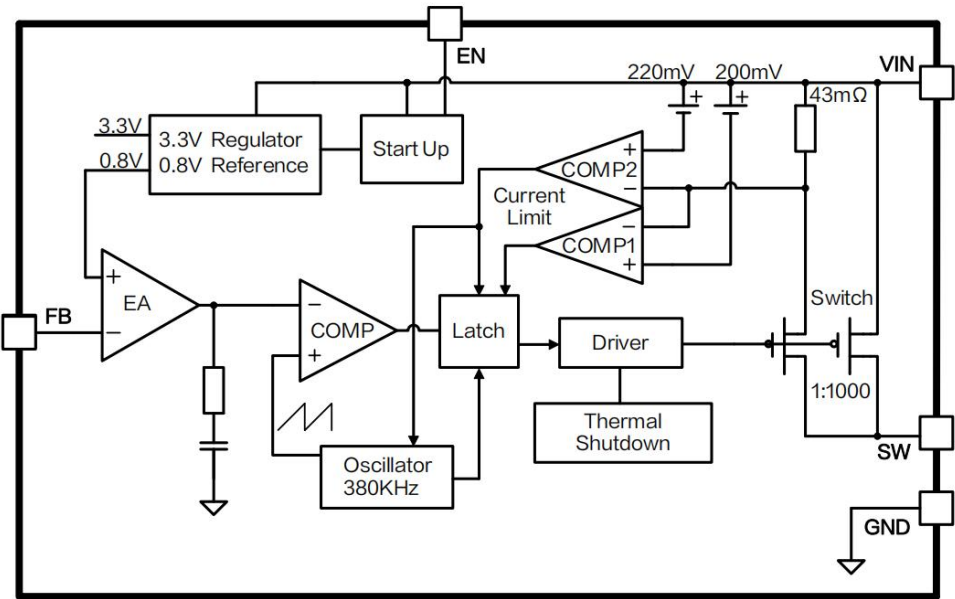 EN
VIN
220mV
200mV
+
+
43mΩ
3.3V
3.3V Regulator
0.8V
0.8V Reference
Start Up
+
COMP2
−
Current
Limit
−
COMP1
+
+
EA
−
FB
−
COMP
+
Latch
Driver
Switch
1:1000
Thermal
Shutdown
Oscillator
380KHz
SW
GND